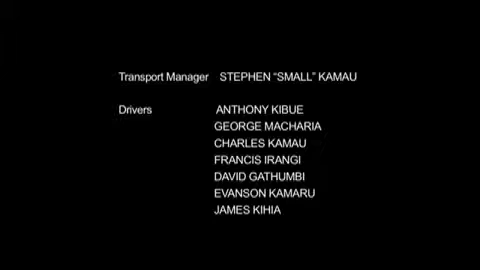 Transport Manager STEPHEN “SMALL” KAMAU
Drivers ANTHONY KIBUE
GEORGE MACHARIA
CHARLES KAMAU
FRANCIS IRANGI
DAVID GATHUMBI
EVANSON KAMARU
JAMES KIHIA